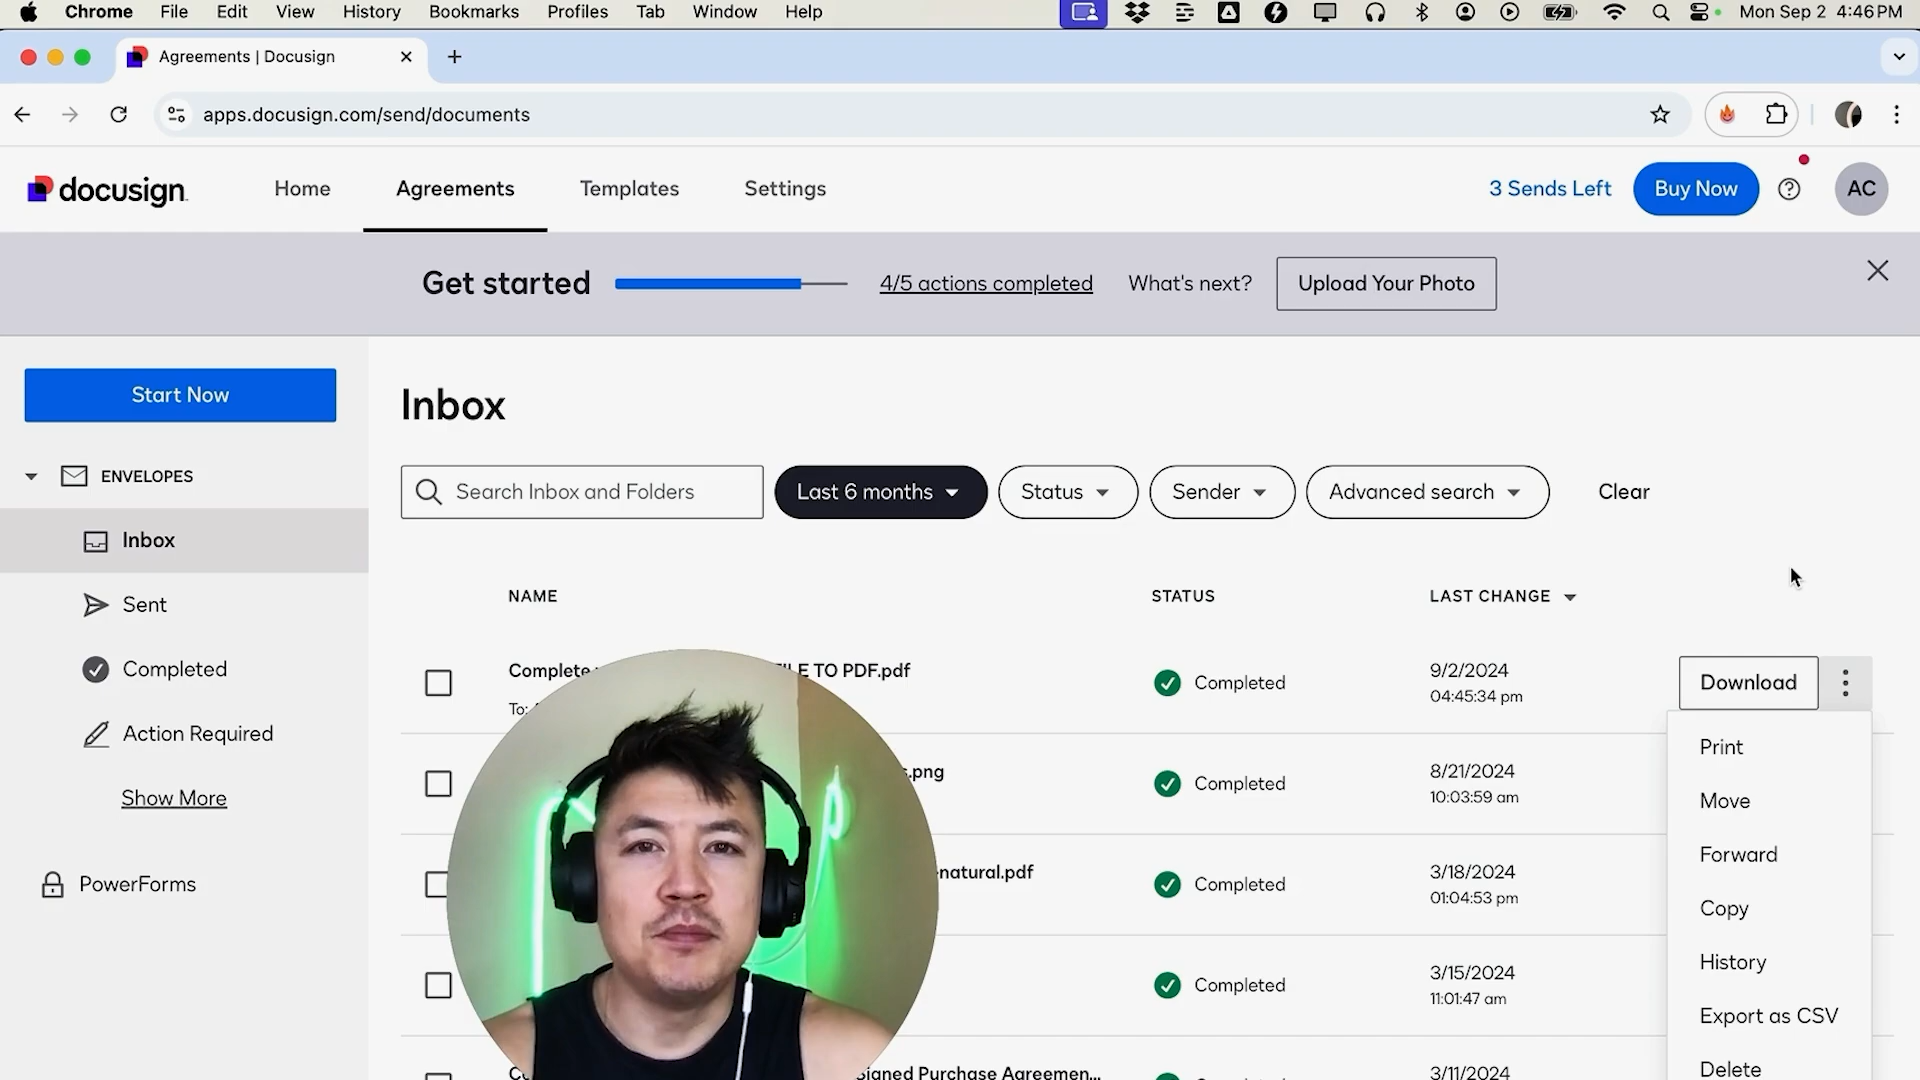 Chrome File Edit View History Bookmarks Profiles Tab Window Help Mon Sep 2 4:46 PM
Agreements | Docusign
apps.docusign.com/send/documents
docusign Home Agreements Templates Settings 3 Sends Left Buy Now AC
Get started 4/5 actions completed What's next? Upload Your Photo
Start Now
ENVELOPES
Inbox
Sent
Completed
Action Required
Show More
PowerForms
Inbox
Search Inbox and Folders Last 6 months Status Sender Advanced search Clear
NAME STATUS LAST CHANGE
Complete TO PDF.pdf Completed 9/2/2024 Download
To: 04:45:34 pm
.png Completed 8/21/2024
10:03:59 am
natural.pdf Completed 3/18/2024
01:04:53 pm
Completed 3/15/2024
11:01:47 am
Signed Purchase Agreemen... 3/11/2024
Print
Move
Forward
Copy
History
Export as CSV
Delete